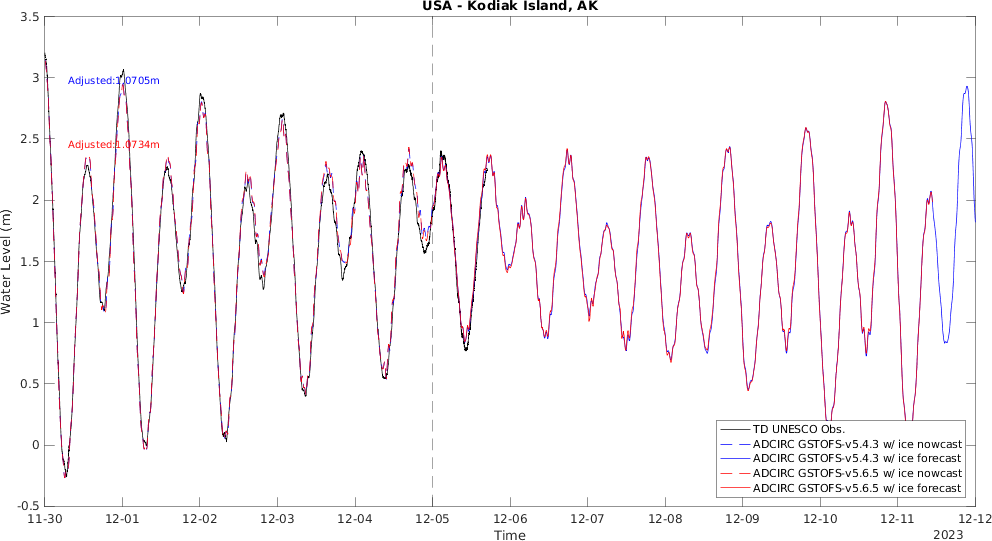 USA - Kodiak Island, AK
3.5
3
2.5
2
1.5
1
0.5
0
-0.5
Water Level (m)
Adjusted:1.0705m
Adjusted:1.0734m
TD UNESCO Obs.
ADCIRC GSTOFS-v5.4.3 w/ ice nowcast
ADCIRC GSTOFS-v5.4.3 w/ ice forecast
ADCIRC GSTOFS-v5.6.5 w/ ice nowcast
ADCIRC GSTOFS-v5.6.5 w/ ice forecast
11-30 12-01 12-02 12-03 12-04 12-05 12-06 12-07 12-08 12-09 12-10 12-11 12-12
Time
2023